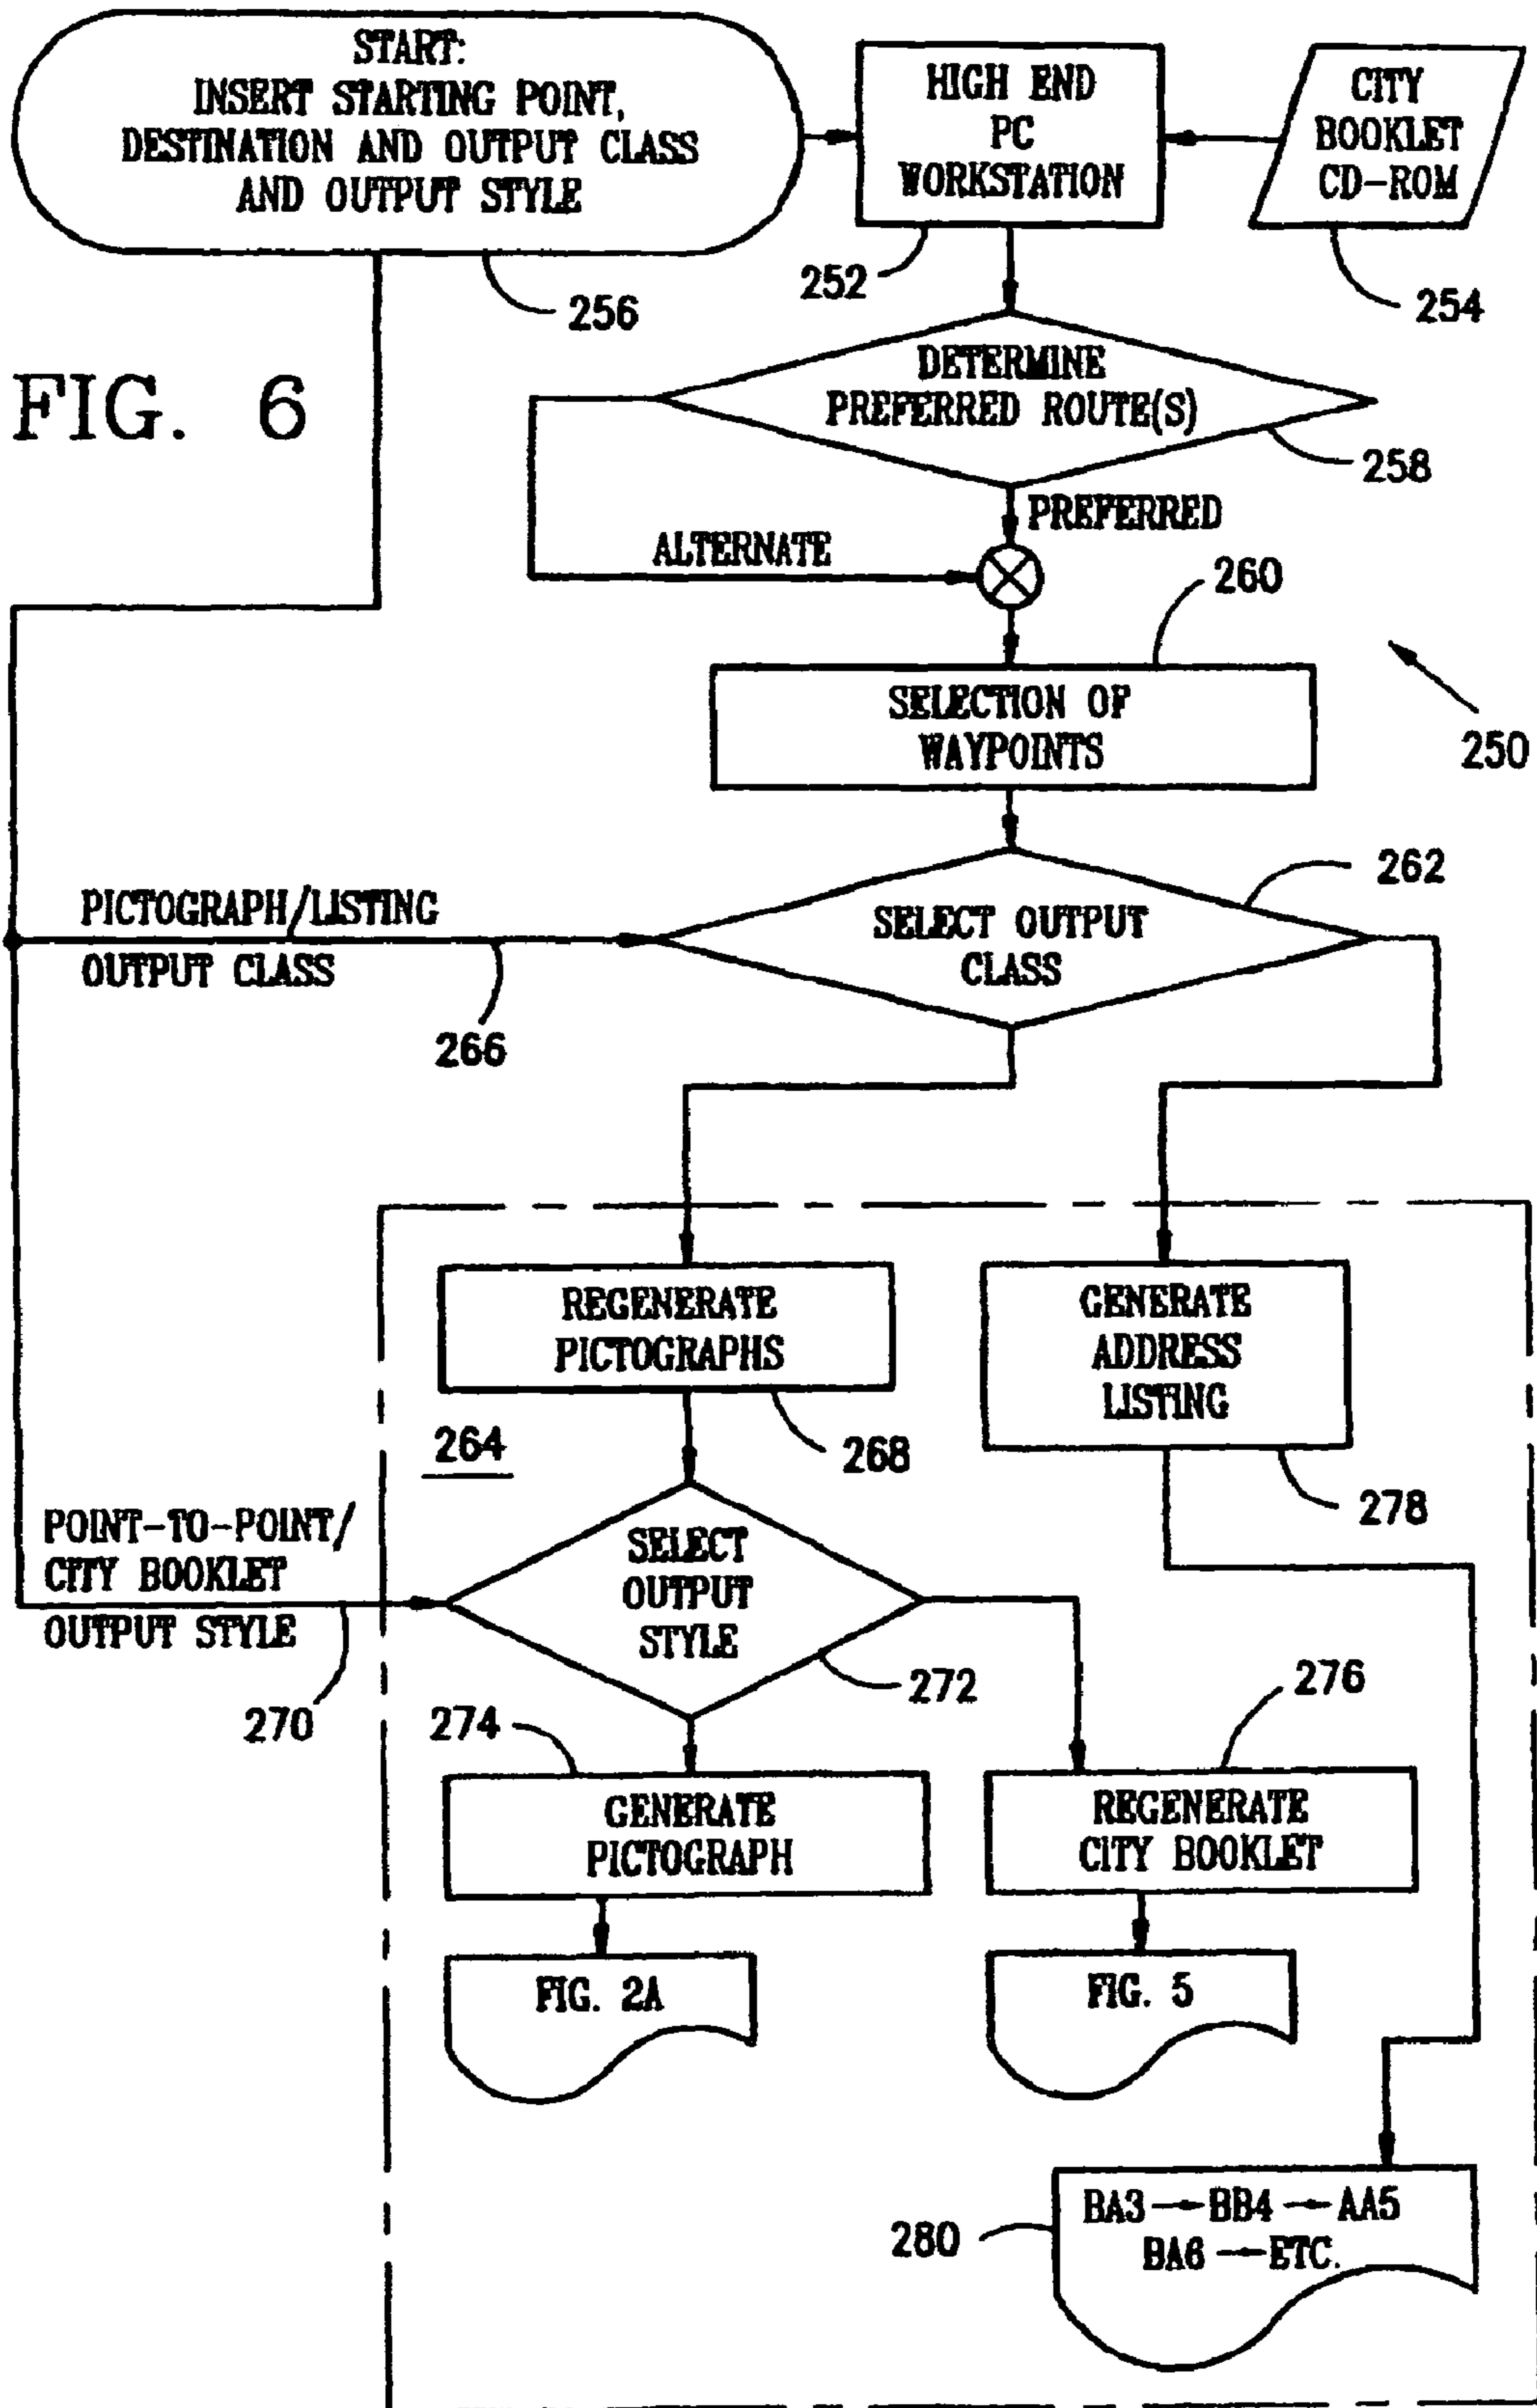 START:
INSERT STARTING POINT,
DESTINATION AND OUTPUT CLASS
AND OUTPUT STYLE
HIGH END
PC
WORKSTATION
CITY
BOOKLET
CD-ROM
256
252
254
FIG. 6
DETERMINE
PREFERRED ROUTE(S)
258
PREFERRED
ALTERNATE
260
SELECTION OF
WAYPOINTS
250
262
PICTOGRAPH/LISTING
OUTPUT CLASS
SELECT OUTPUT
CLASS
266
REGENERATE
PICTOGRAPHS
GENERATE
ADDRESS
LISTING
264
268
278
POINT-TO-POINT/
CITY BOOKLET
OUTPUT STYLE
SELECT
OUTPUT
STYLE
270
272
274
276
GENERATE
PICTOGRAPH
REGENERATE
CITY BOOKLET
FIG. 2A
FIG. 5
280
BA3 → BB4 → AA5
BA6 — ETC.